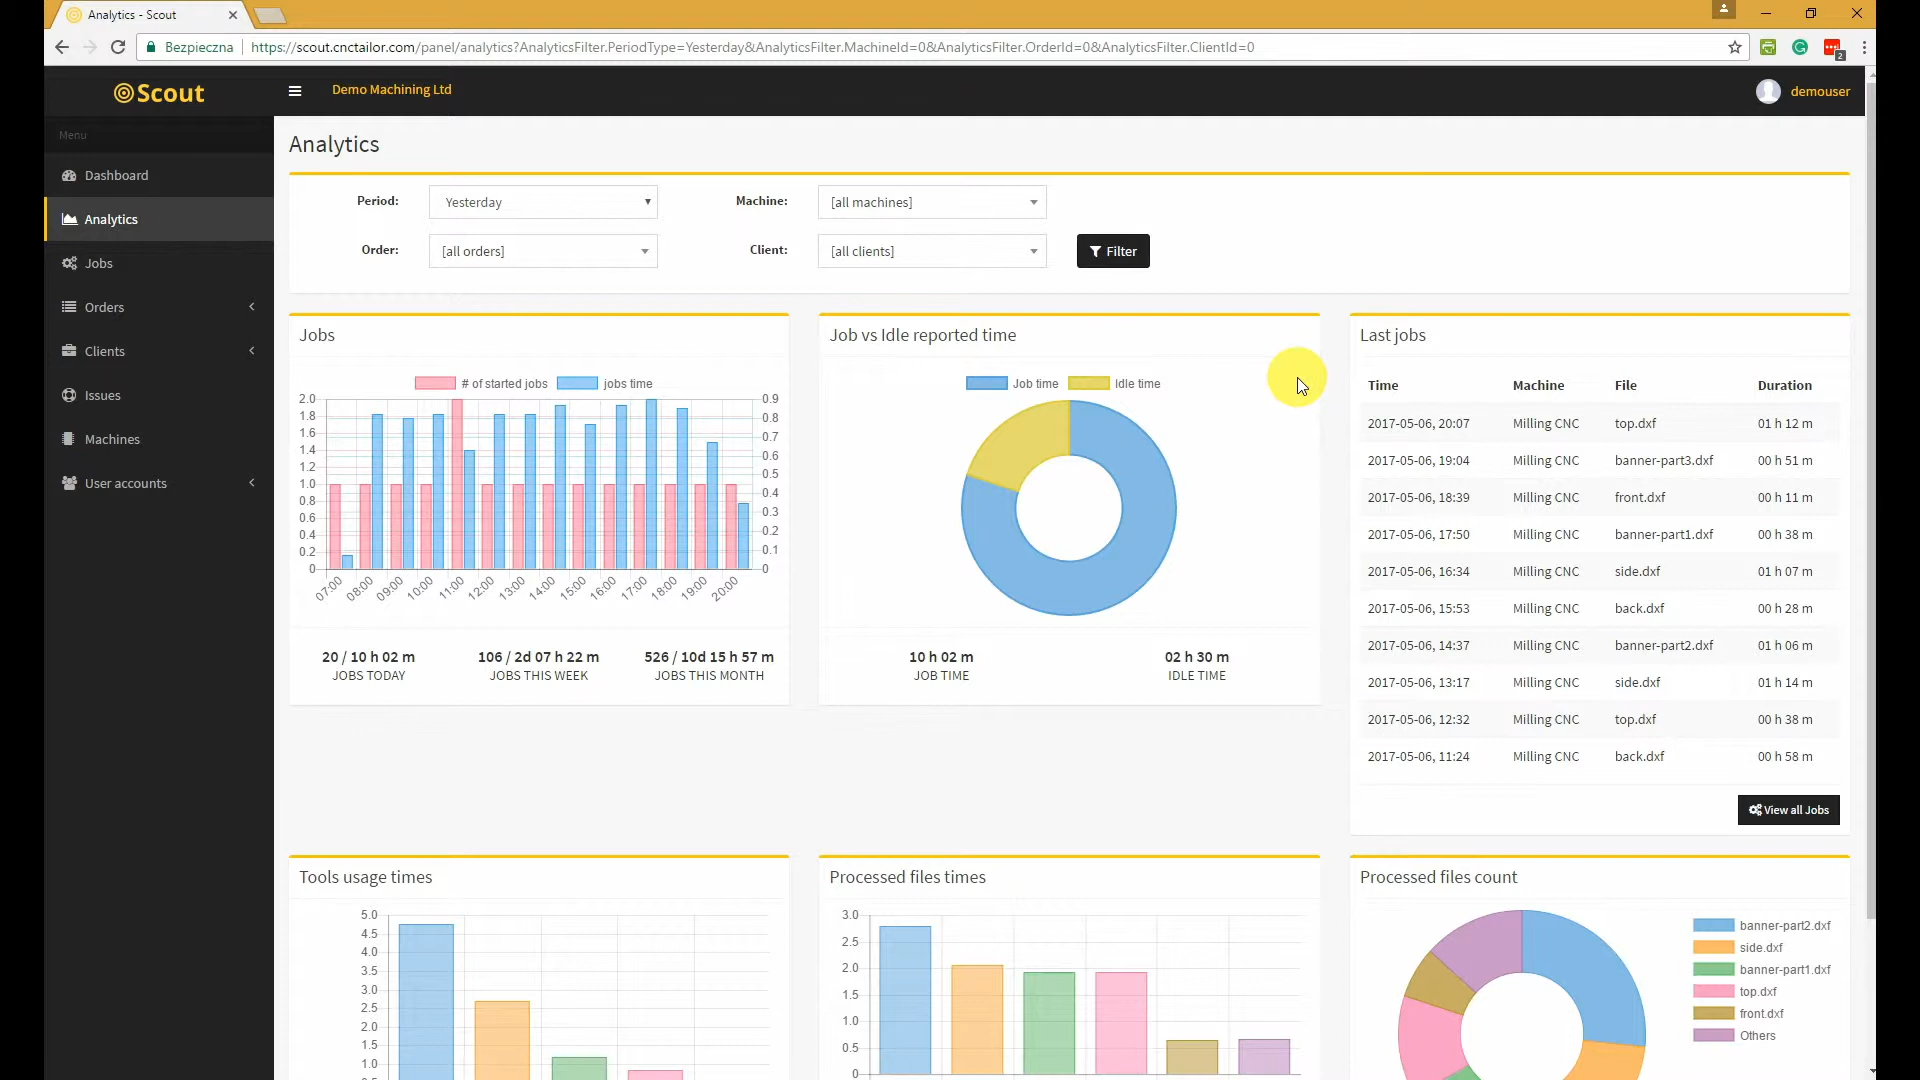 Analytics - Scout
Bezpieczna
https://scout.cnctailor.com/panel/analytics?AnalyticsFilter.PeriodType=Yesterday&AnalyticsFilter.MachineId=0&AnalyticsFilter.OrderId=0&AnalyticsFilter.ClientId=0
2
Scout
Demo Machining Ltd
demouser
Menu
Dashboard
Analytics
Jobs
Orders
Clients
Issues
Machines
User accounts
Analytics
Period:
Yesterday
Machine:
[all machines]
Order:
[all orders]
Client:
[all clients]
Filter
Jobs
# of started jobs
jobs time
2.0
1.8
1.6
1.4
1.2
1.0
0.8
0.6
0.4
0.2
0
0.9
0.8
0.7
0.6
0.5
0.4
0.3
0.2
0.1
0
07:00 08:00 09:00 10:00 11:00 12:00 13:00 14:00 15:00 16:00 17:00 18:00 19:00 20:00
20 / 10 h 02 m
JOBS TODAY
106 / 2d 07 h 22 m
JOBS THIS WEEK
526 / 10d 15 h 57 m
JOBS THIS MONTH
Job vs Idle reported time
Job time
Idle time
10 h 02 m
JOB TIME
02 h 30 m
IDLE TIME
Last jobs
Time Machine File Duration
2017-05-06, 20:07 Milling CNC top.dxf 01 h 12 m
2017-05-06, 19:04 Milling CNC banner-part3.dxf 00 h 51 m
2017-05-06, 18:39 Milling CNC front.dxf 00 h 11 m
2017-05-06, 17:50 Milling CNC banner-part1.dxf 00 h 38 m
2017-05-06, 16:34 Milling CNC side.dxf 01 h 07 m
2017-05-06, 15:53 Milling CNC back.dxf 00 h 28 m
2017-05-06, 14:37 Milling CNC banner-part2.dxf 01 h 06 m
2017-05-06, 13:17 Milling CNC side.dxf 01 h 14 m
2017-05-06, 12:32 Milling CNC top.dxf 00 h 38 m
2017-05-06, 11:24 Milling CNC back.dxf 00 h 58 m
View all Jobs
Tools usage times
5.0
4.5
4.0
3.5
3.0
2.5
2.0
1.5
1.0
Processed files times
3.0
2.5
2.0
1.5
1.0
0.5
0
Processed files count
banner-part2.dxf
side.dxf
banner-part1.dxf
top.dxf
front.dxf
Others